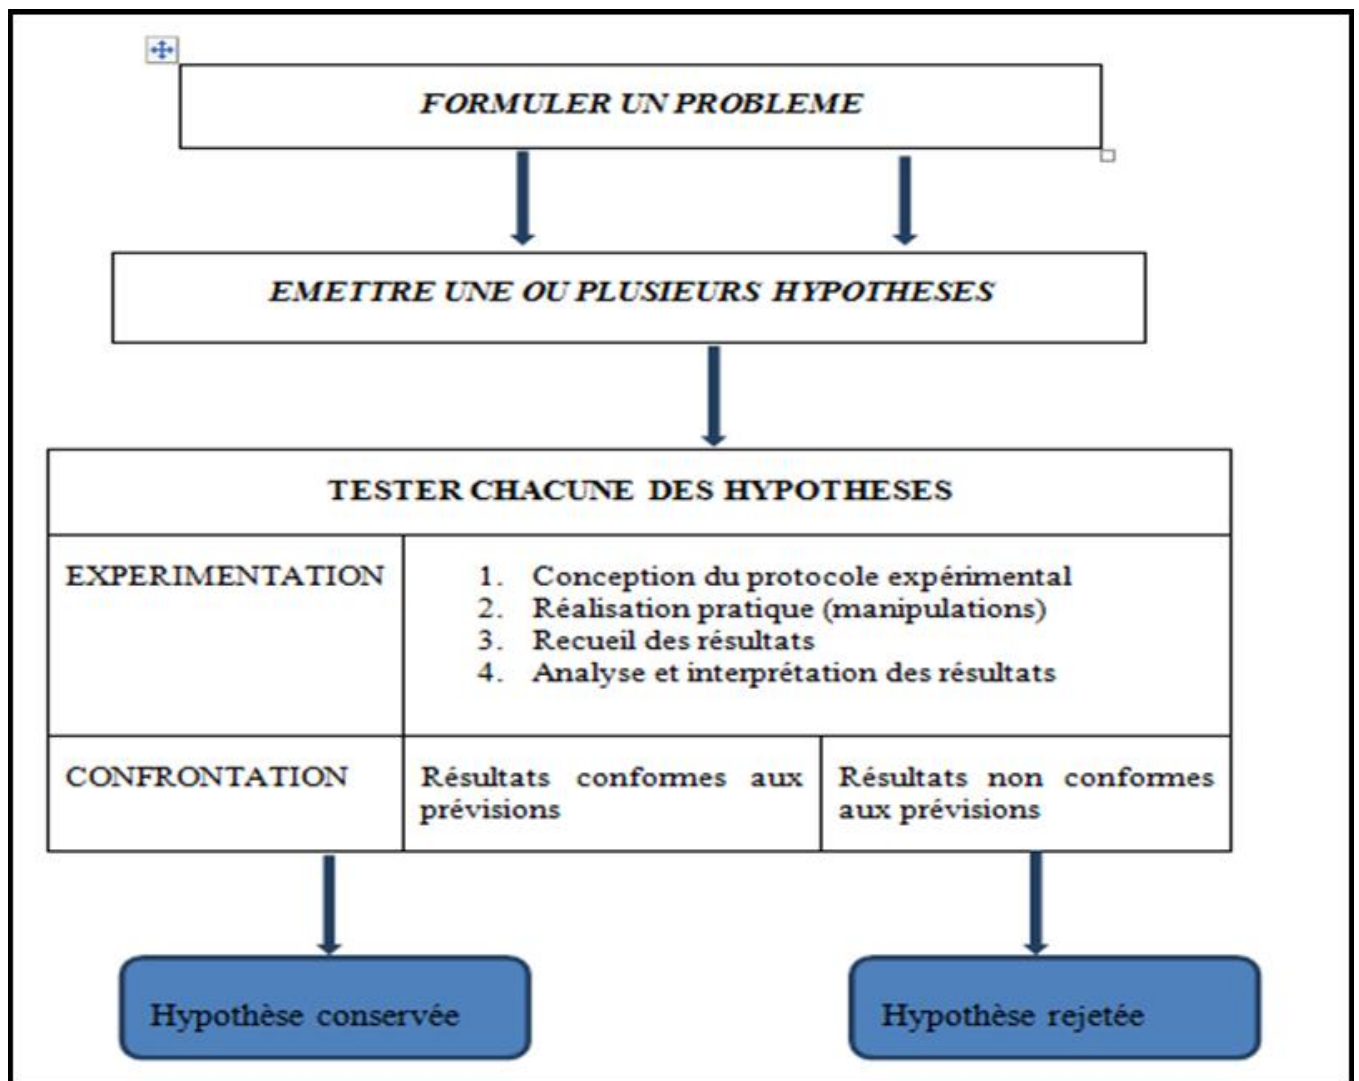 FORMULER UN PROBLEME
EMETTRE UNE OU PLUSIEURS HYPOTHESES
TESTER CHACUNE DES HYPOTHESES
EXPERIMENTATION
1. Conception du protocole expérimental
2. Réalisation pratique (manipulations)
3. Recueil des résultats
4. Analyse et interprétation des résultats
CONFRONTATION
Résultats conformes aux
prévisions
Résultats non conformes
aux prévisions
Hypothèse conservée
Hypothèse rejetée